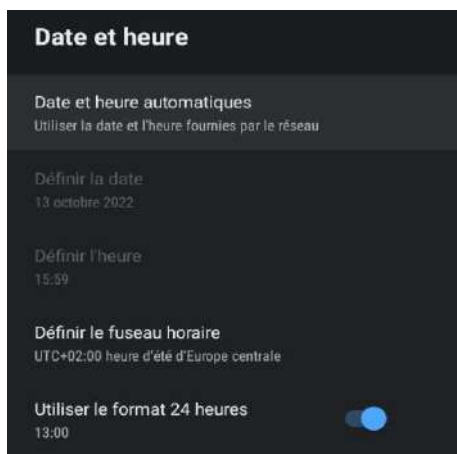 Date et heure
Date et heure automatiques
Utiliser la date et l'heure fournies par le réseau
Définir la date
13 octobre 2022
Définir l'heure
15:59
Définir le fuseau horaire
UTC+02:00 heure d'été d'Europe centrale
Utiliser le format 24 heures
13:00